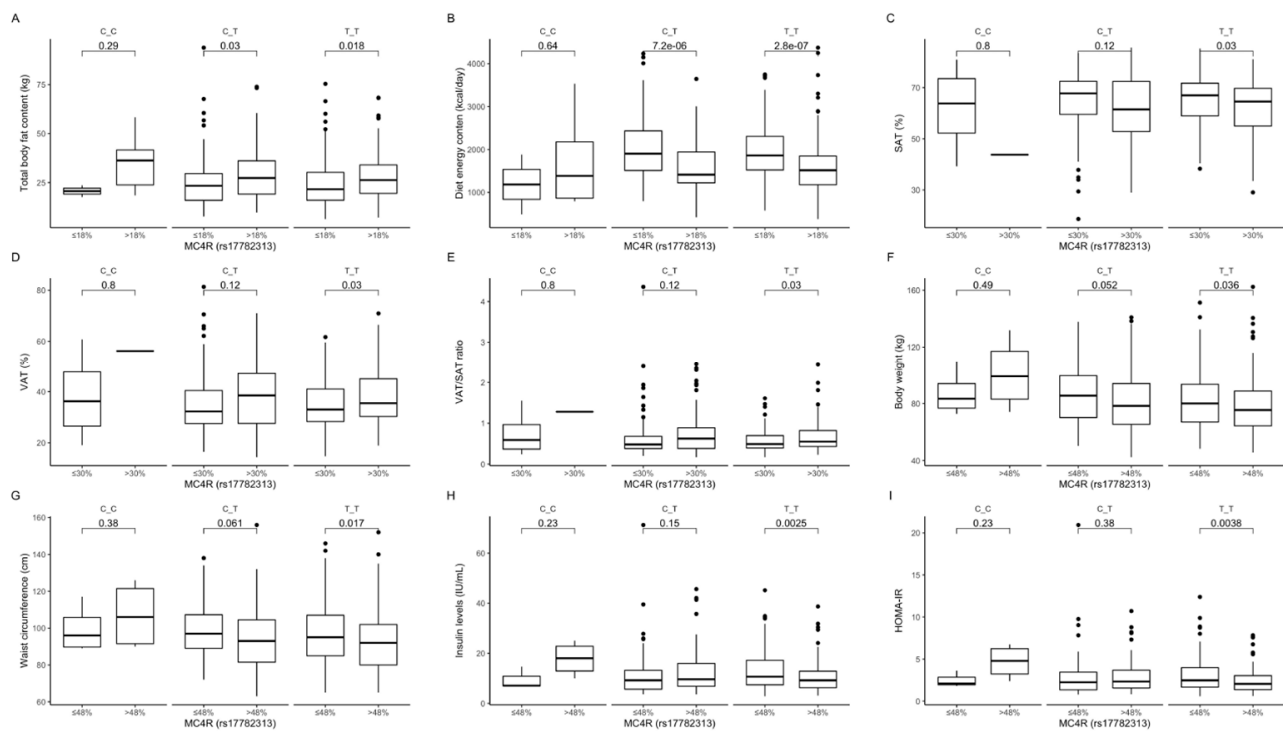 A
C_C C_T T_T
0.29 0.03 0.018
Total body fat content (kg)
75
50
25
≤18% >18% ≤18% >18% ≤18% >18%
MC4R (rs17782313)
B
C_C C_T T_T
0.64 7.2e-06 2.8e-07
Diet energy conten (kcal/day)
4000
3000
2000
1000
≤18% >18% ≤18% >18% ≤18% >18%
MC4R (rs17782313)
C
C_C C_T T_T
0.8 0.12 0.03
SAT (%)
70
50
30
≤30% >30% ≤30% >30% ≤30% >30%
MC4R (rs17782313)
D
C_C C_T T_T
0.8 0.12 0.03
VAT (%)
80
60
40
20
≤30% >30% ≤30% >30% ≤30% >30%
MC4R (rs17782313)
E
C_C C_T T_T
0.8 0.12 0.03
VAT/SAT ratio
4
3
2
1
0
≤30% >30% ≤30% >30% ≤30% >30%
MC4R (rs17782313)
F
C_C C_T T_T
0.49 0.052 0.036
Body weight (kg)
160
120
80
40
≤48% >48% ≤48% >48% ≤48% >48%
MC4R (rs17782313)
G
C_C C_T T_T
0.38 0.061 0.017
Waist circumference (cm)
160
140
120
100
80
60
≤48% >48% ≤48% >48% ≤48% >48%
MC4R (rs17782313)
H
C_C C_T T_T
0.23 0.15 0.0025
Insulin levels (IU/mL)
60
40
20
0
≤48% >48% ≤48% >48% ≤48% >48%
MC4R (rs17782313)
I
C_C C_T T_T
0.23 0.38 0.0038
HOMA-IR
20
15
10
5
0
≤48% >48% ≤48% >48% ≤48% >48%
MC4R (rs17782313)